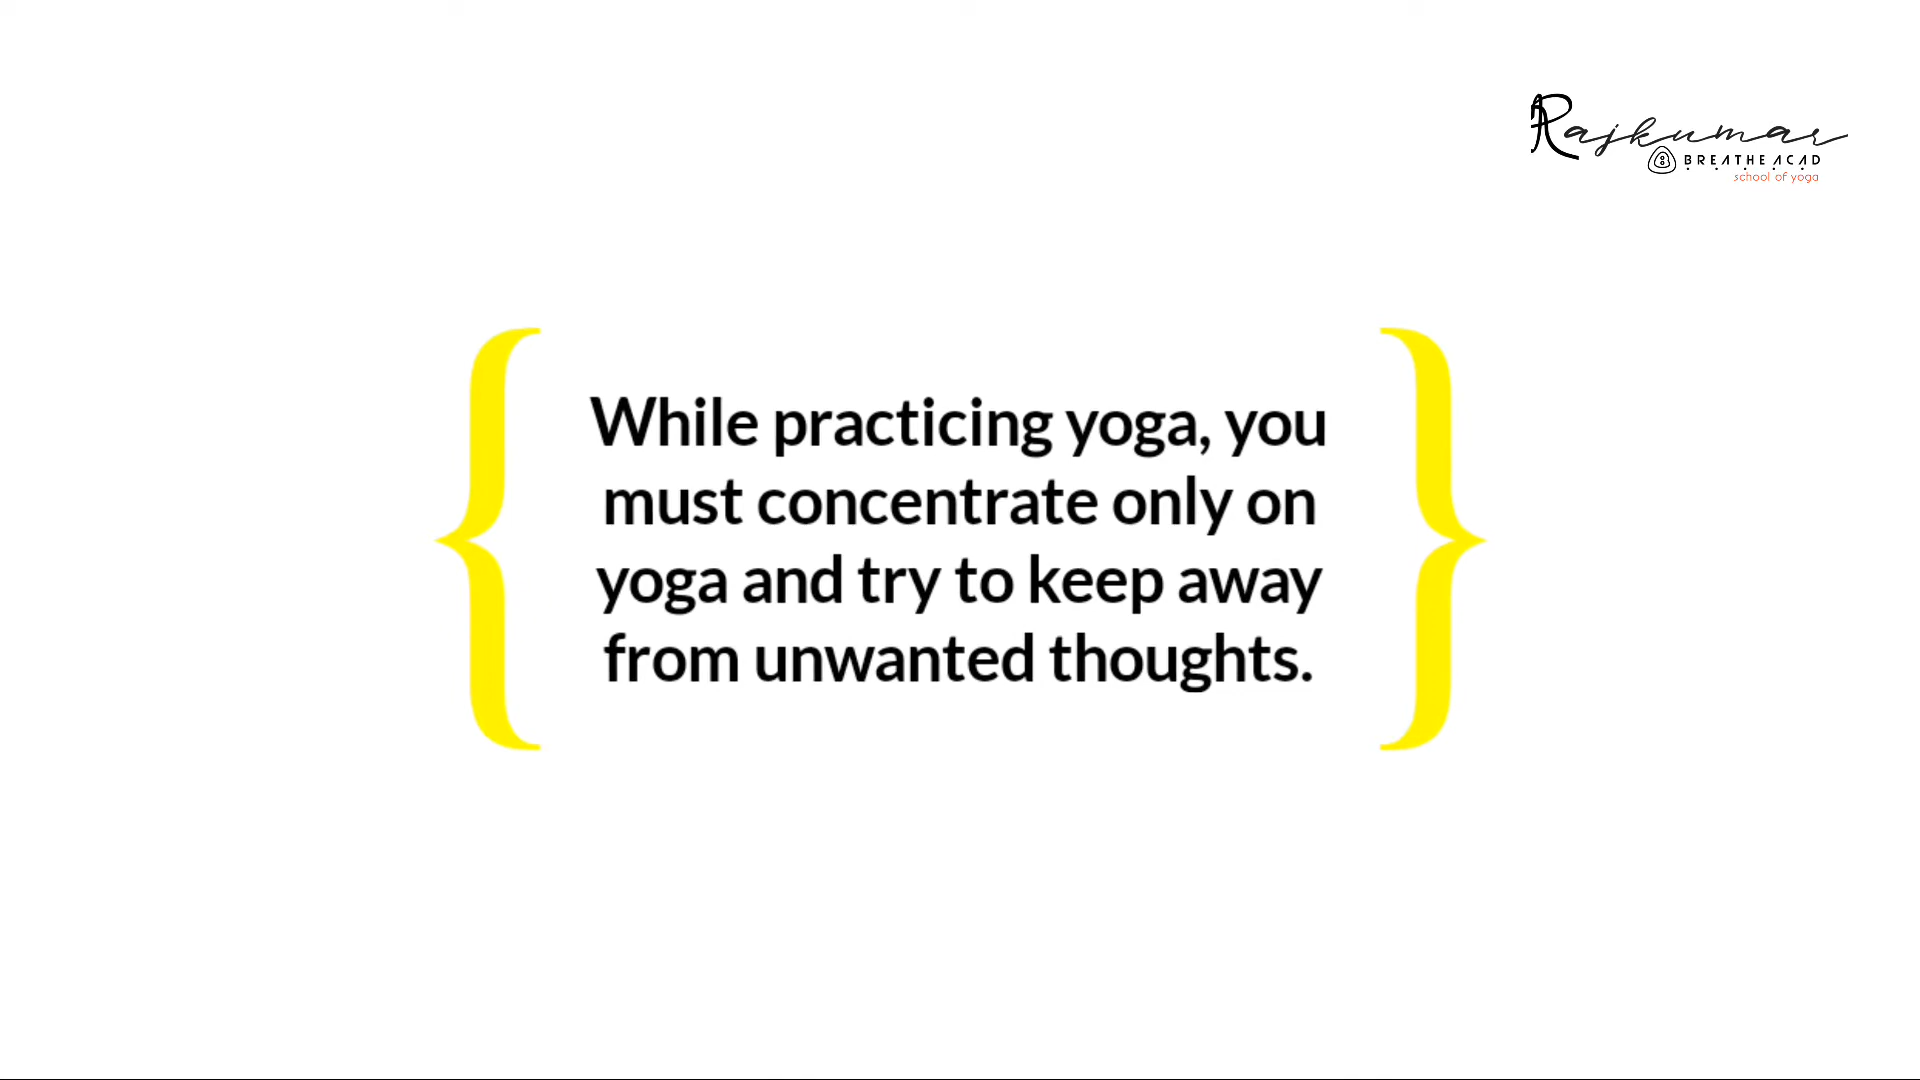 Rajkumar
BREATHE ACAD
school of yoga
While practicing yoga, you
must concentrate only on
yoga and try to keep away
from unwanted thoughts.